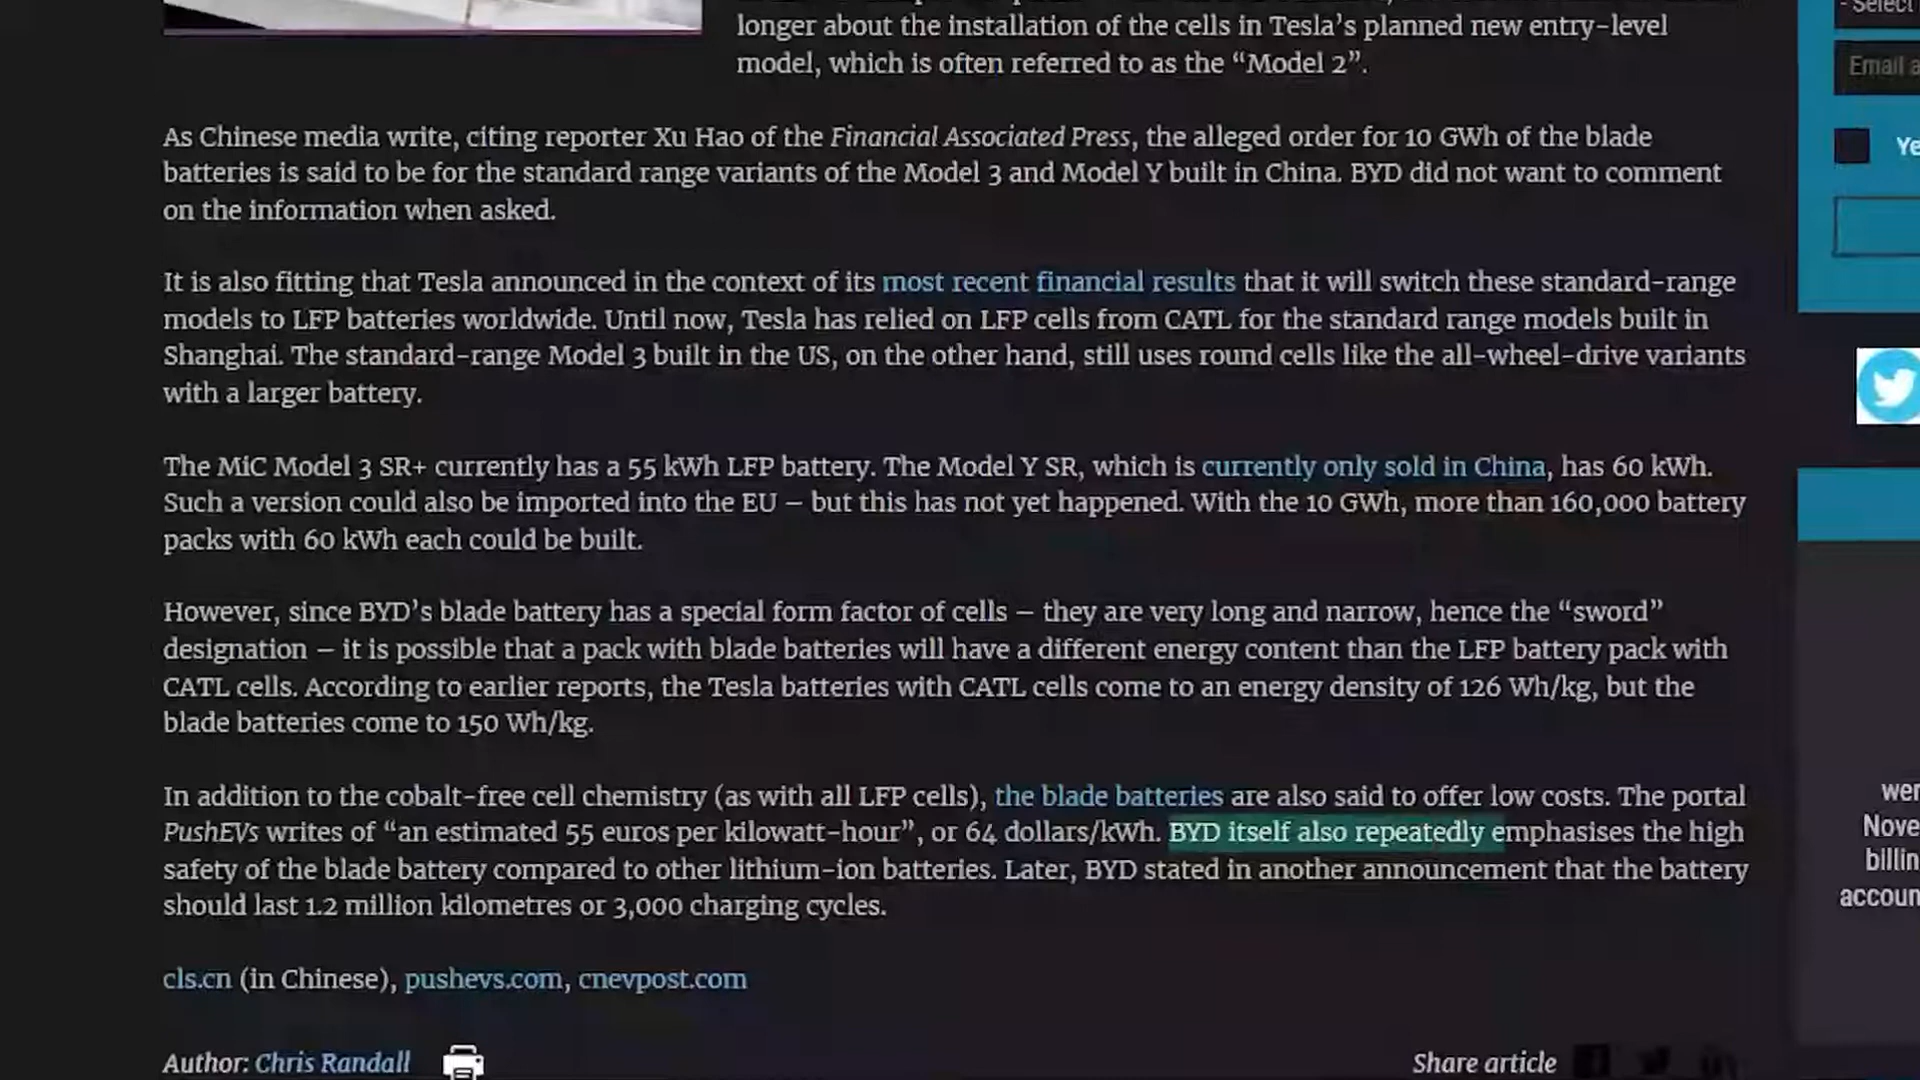 longer about the installation of the cells in Tesla's planned new entry-level
model, which is often referred to as the “Model 2”.
As Chinese media write, citing reporter Xu Hao of the Financial Associated Press, the alleged order for 10 GWh of the blade
batteries is said to be for the standard range variants of the Model 3 and Model Y built in China. BYD did not want to comment
on the information when asked.
It is also fitting that Tesla announced in the context of its most recent financial results that it will switch these standard-range
models to LFP batteries worldwide. Until now, Tesla has relied on LFP cells from CATL for the standard range models built in
Shanghai. The standard-range Model 3 built in the US, on the other hand, still uses round cells like the all-wheel-drive variants
with a larger battery.
The MiC Model 3 SR+ currently has a 55 kWh LFP battery. The Model Y SR, which is currently only sold in China, has 60 kWh.
Such a version could also be imported into the EU – but this has not yet happened. With the 10 GWh, more than 160,000 battery
packs with 60 kWh each could be built.
However, since BYD's blade battery has a special form factor of cells – they are very long and narrow, hence the “sword”
designation – it is possible that a pack with blade batteries will have a different energy content than the LFP battery pack with
CATL cells. According to earlier reports, the Tesla batteries with CATL cells come to an energy density of 126 Wh/kg, but the
blade batteries come to 150 Wh/kg.
In addition to the cobalt-free cell chemistry (as with all LFP cells), the blade batteries are also said to offer low costs. The portal
PushEVs writes of “an estimated 55 euros per kilowatt-hour”, or 64 dollars/kWh. BYD itself also repeatedly emphasises the high
safety of the blade battery compared to other lithium-ion batteries. Later, BYD stated in another announcement that the battery
should last 1.2 million kilometres or 3,000 charging cycles.
cls.cn (in Chinese), pushevs.com, cnevpost.com
Author: Chris Randall
Share article
- Select
Email a
Ye
wer
Nove
billin
accoun